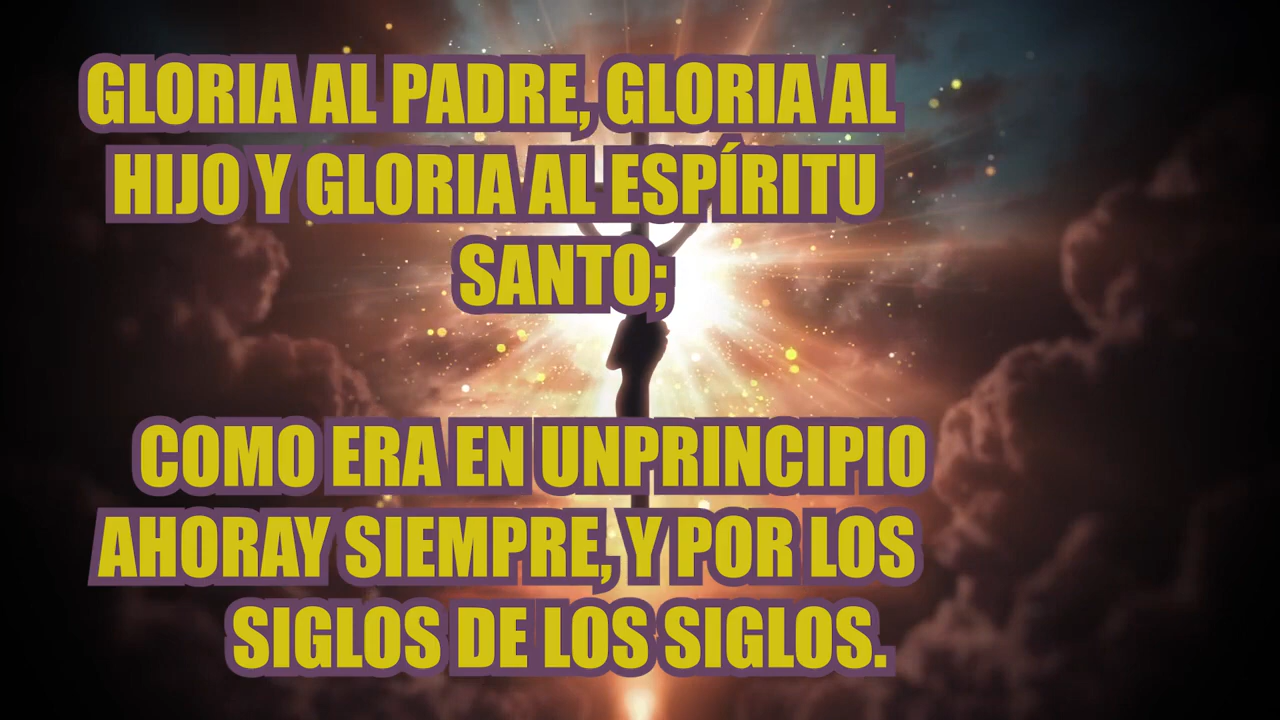 GLORIA AL PADRE, GLORIA AL
HIJO Y GLORIA AL ESPÍRITU
SANTO;
COMO ERA EN UNPRINCIPIO
AHORAY SIEMPRE, Y POR LOS
SIGLOS DE LOS SIGLOS.